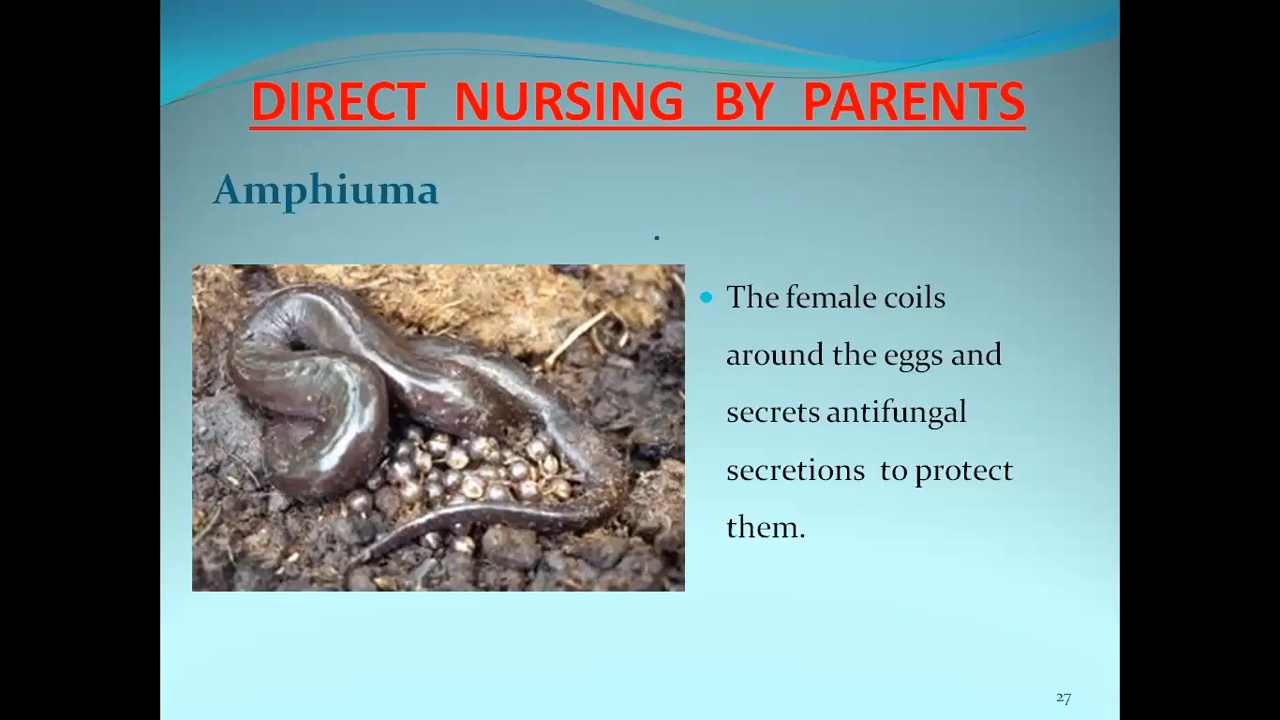 DIRECT NURSING BY PARENTS
Amphiuma
.
• The female coils
around the eggs and
secrets antifungal
secretions to protect
them.
27